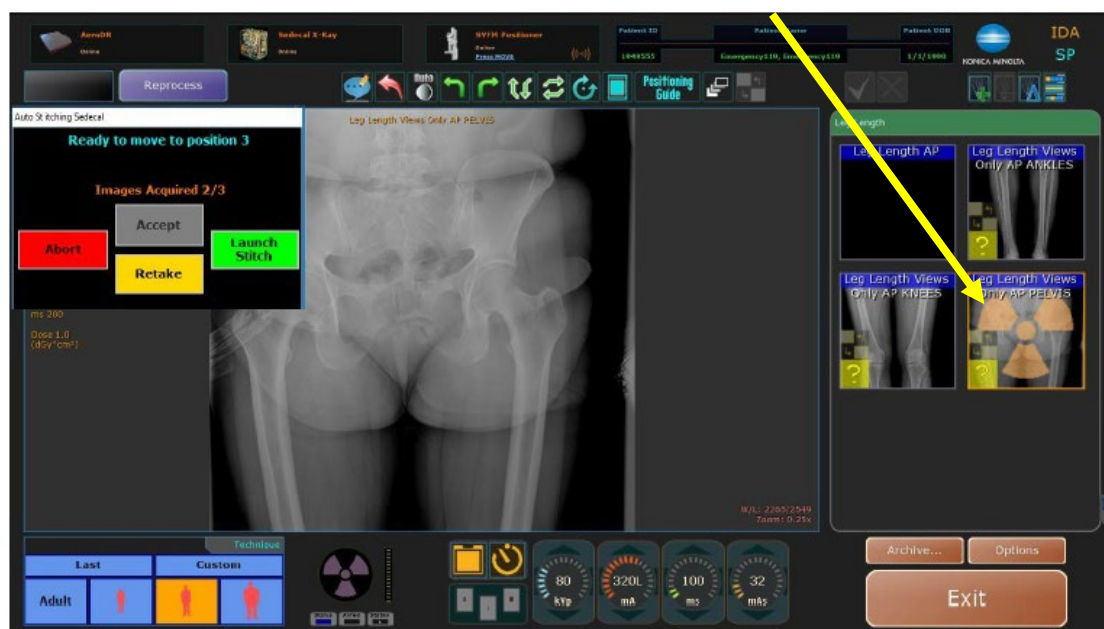 AeroDR
Online
Sedecal X-Ray
Online
NVFM Positioner
Press MOVE
Patient ID
1040555
Patient Name
Emergency119, Emergency119
Patient DOB
1/1/1900
KONICA MINOLTA
IDA
SP
Reprocess
Auto
Positioning
Guide
Auto Stitching Sedecal
Ready to move to position 3
Images Acquired 2/3
Abort
Accept
Retake
Launch
Stitch
ms 200
Dose 1.0
(dGy*cm²)
Leg Length Views Only AP PELVIS
W/L: 2265/2549
Zoom: 0.25x
Leg Length
Leg Length AP
Leg Length Views
Only AP ANKLES
?
Leg Length Views
Only AP KNEES
?
Leg Length Views
Only AP PELVIS
?
Technique
Last
Custom
Adult
80
kVp
320L
mA
100
ms
32
mAs
Archive...
Options
Exit